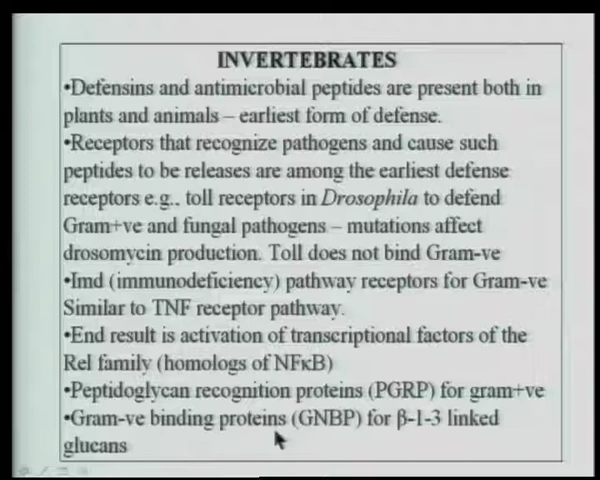 INVERTEBRATES
•Defensins and antimicrobial peptides are present both in
plants and animals – earliest form of defense.
•Receptors that recognize pathogens and cause such
peptides to be releases are among the earliest defense
receptors e.g., toll receptors in Drosophila to defend
Gram+ve and fungal pathogens – mutations affect
drosomycin production. Toll does not bind Gram-ve
•Imd (immunodeficiency) pathway receptors for Gram-ve
Similar to TNF receptor pathway.
•End result is activation of transcriptional factors of the
Rel family (homologs of NFκB)
•Peptidoglycan recognition proteins (PGRP) for gram+ve
•Gram-ve binding proteins (GNBP) for β-1-3 linked
glucans